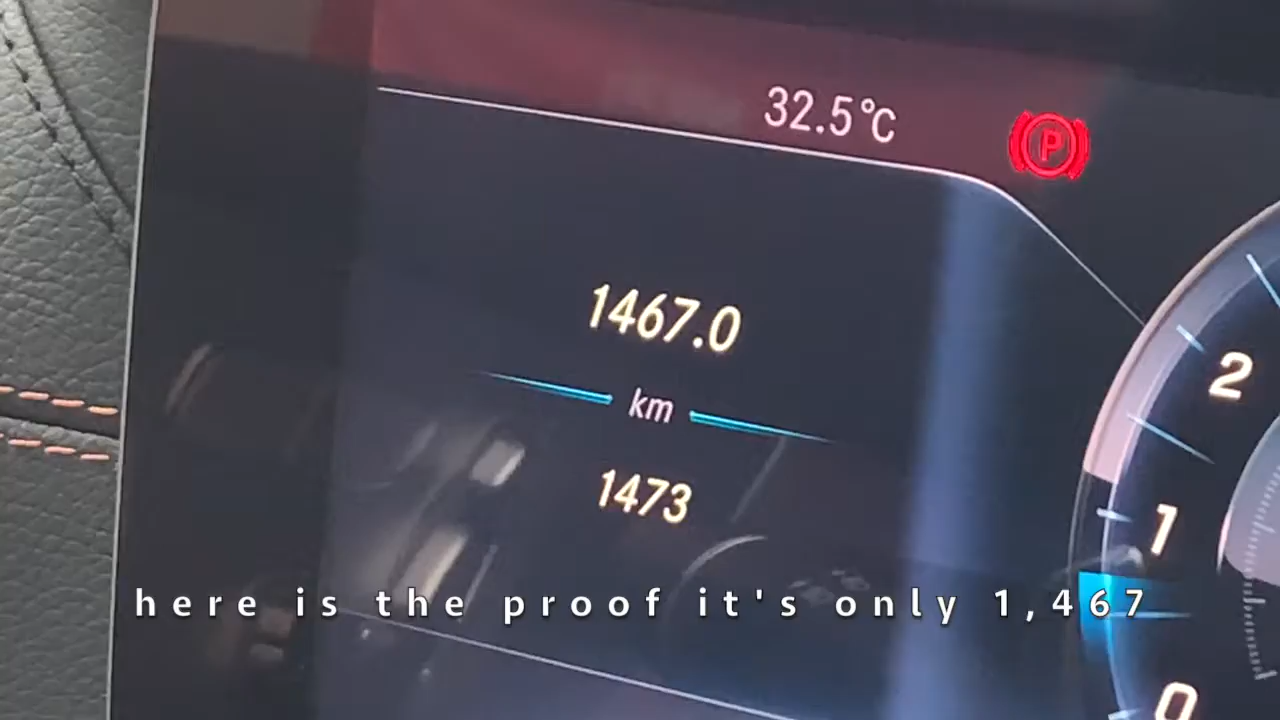 32.5°C
P
1467.0
km
1473
2
1
0
here is the proof it's only 1,467